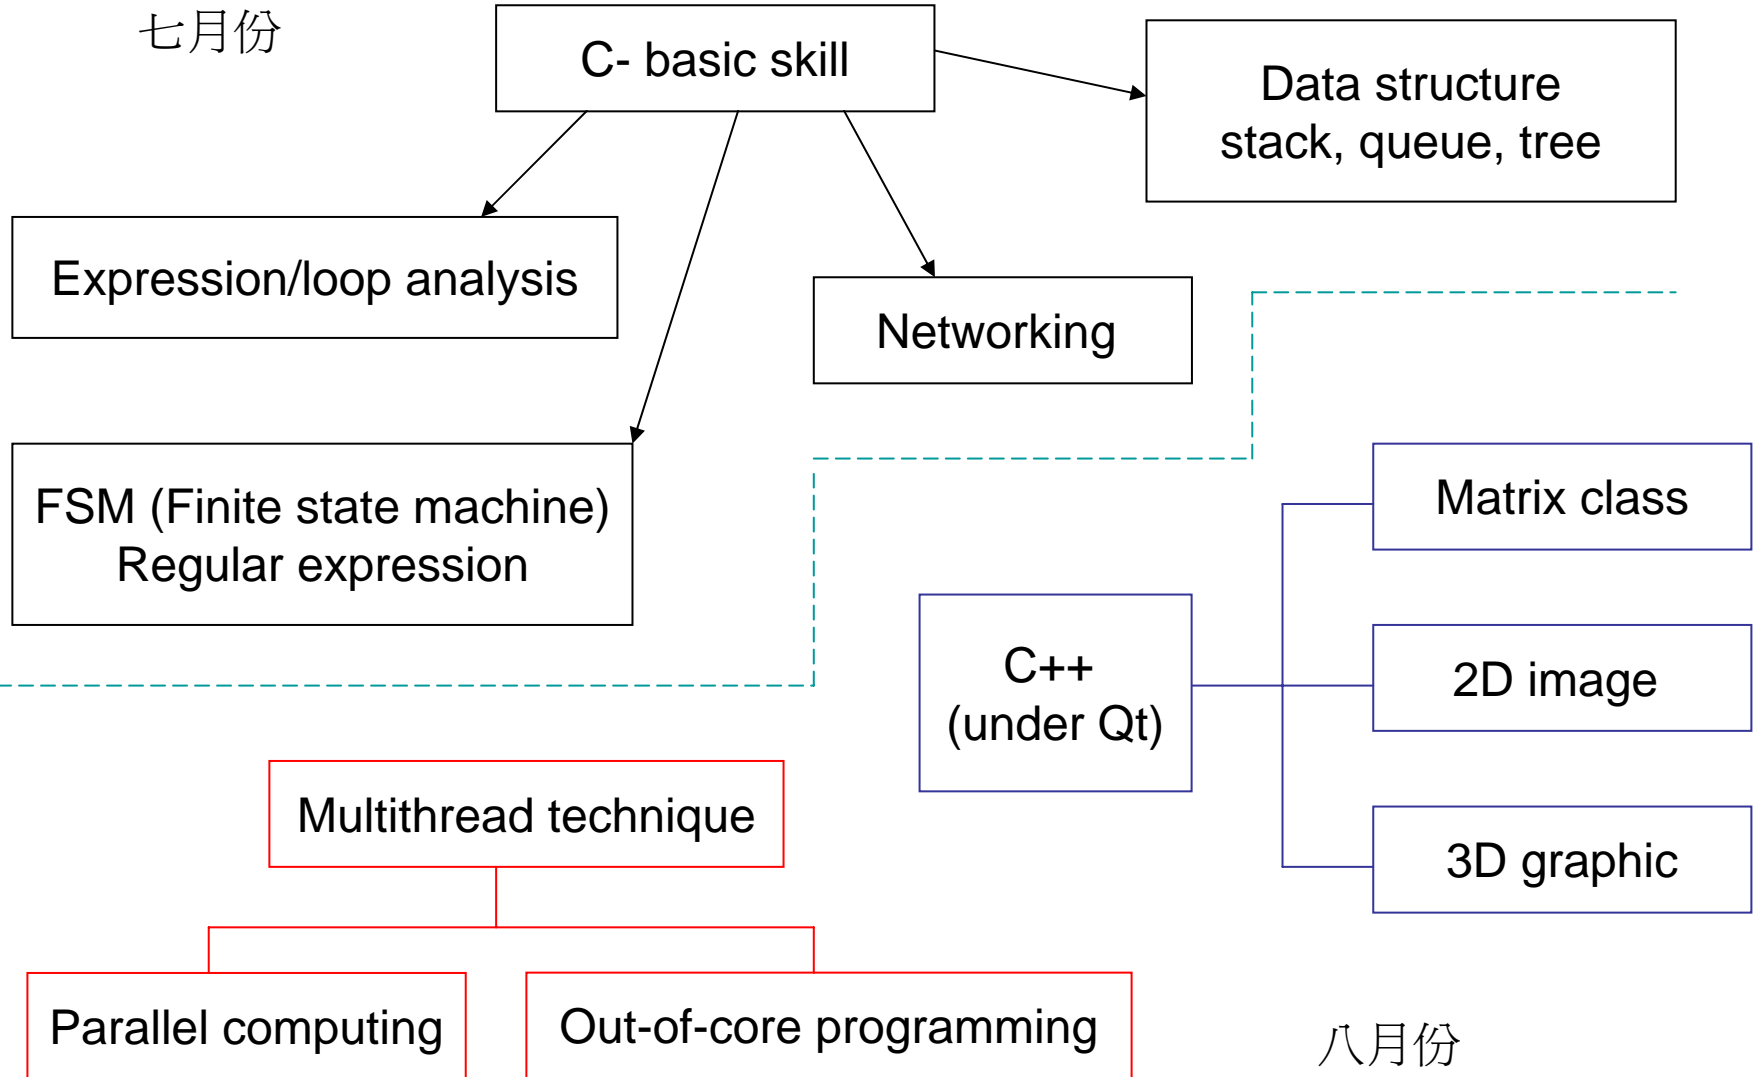 七月份
C- basic skill
Data structure
stack, queue, tree
Expression/loop analysis
Networking
FSM (Finite state machine)
Regular expression
Matrix class
C++
(under Qt)
2D image
3D graphic
Multithread technique
Parallel computing
Out-of-core programming
八月份